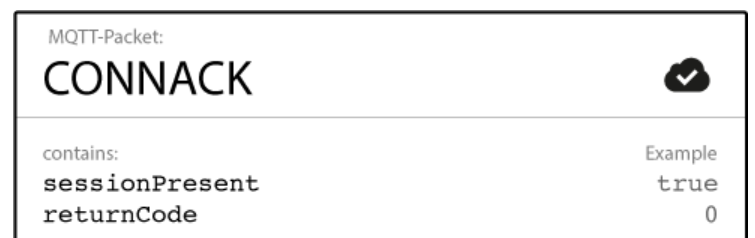 MQTT-Packet:
CONNACK
contains: Example
sessionPresent true
returnCode 0